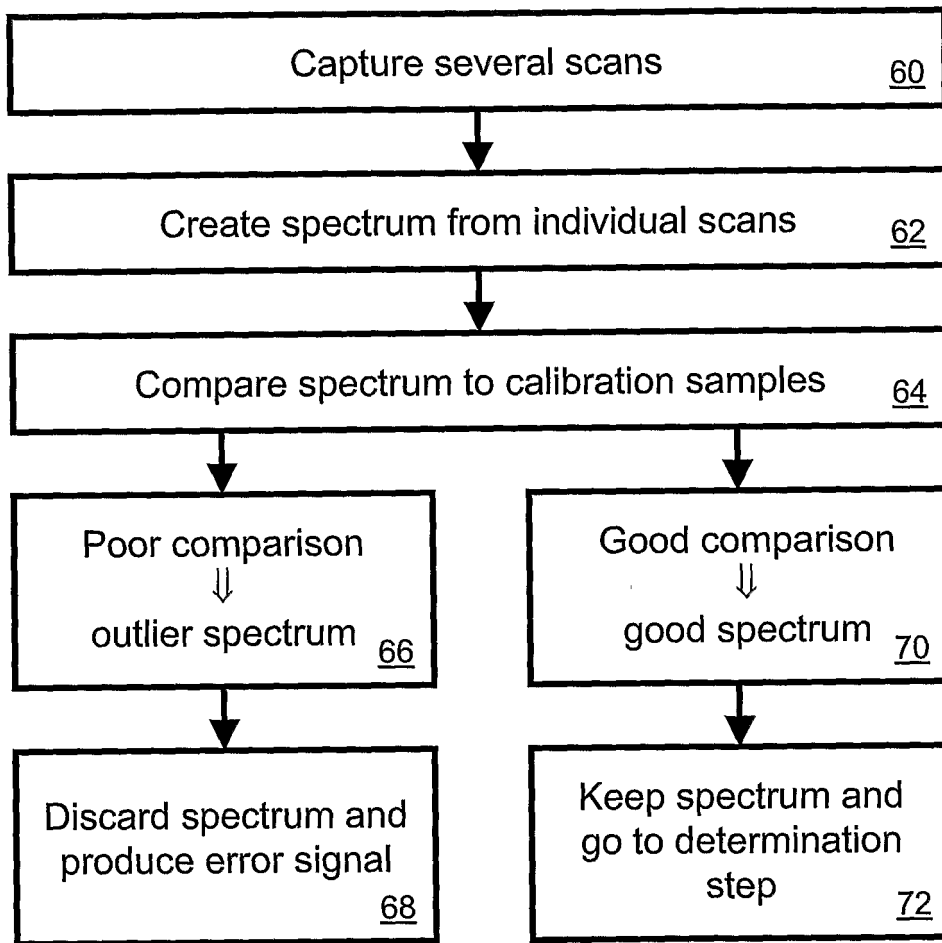 Capture several scans
60
Create spectrum from individual scans
62
Compare spectrum to calibration samples
64
Poor comparison
⇓
outlier spectrum
66
Good comparison
⇓
good spectrum
70
Discard spectrum and
produce error signal
68
Keep spectrum and
go to determination
step
72